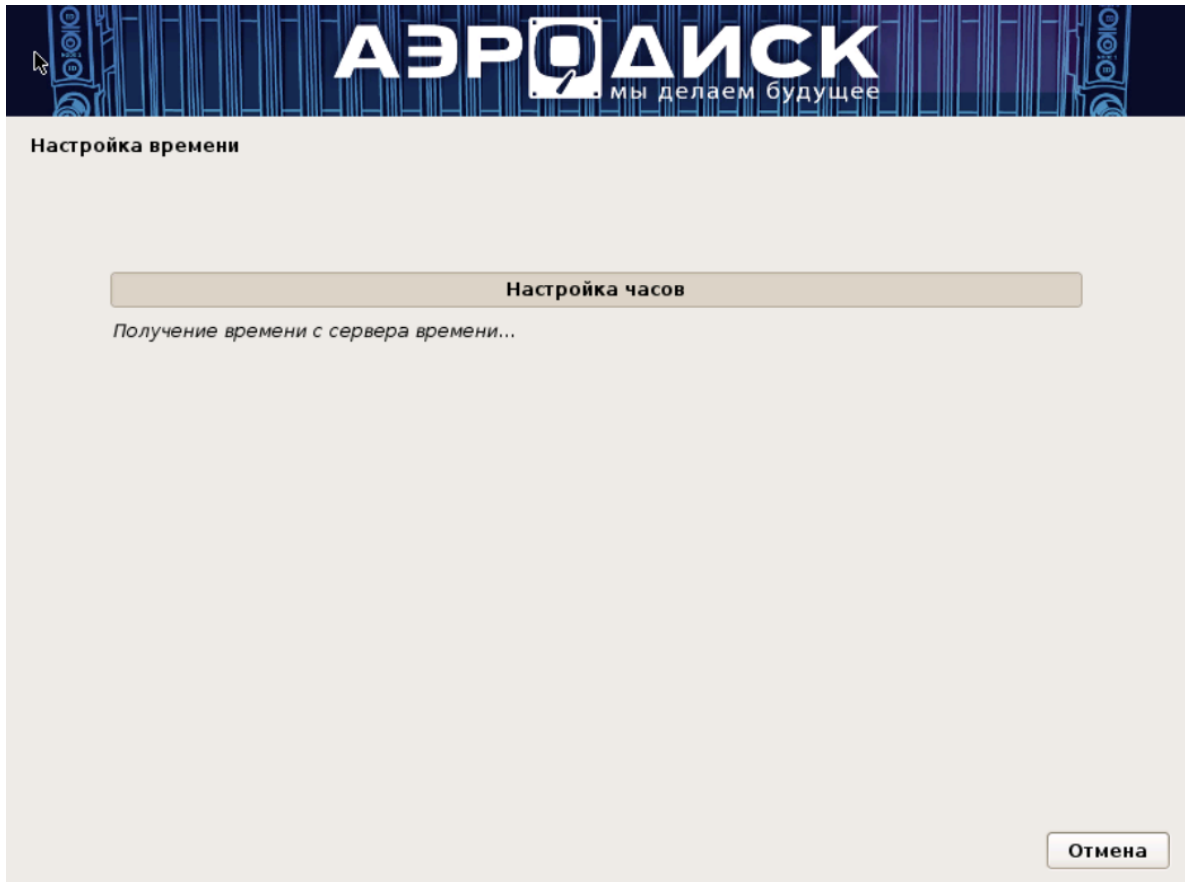 АЭРОДИСК
мы делаем будущее
Настройка времени
Настройка часов
Получение времени с сервера времени...
Отмена